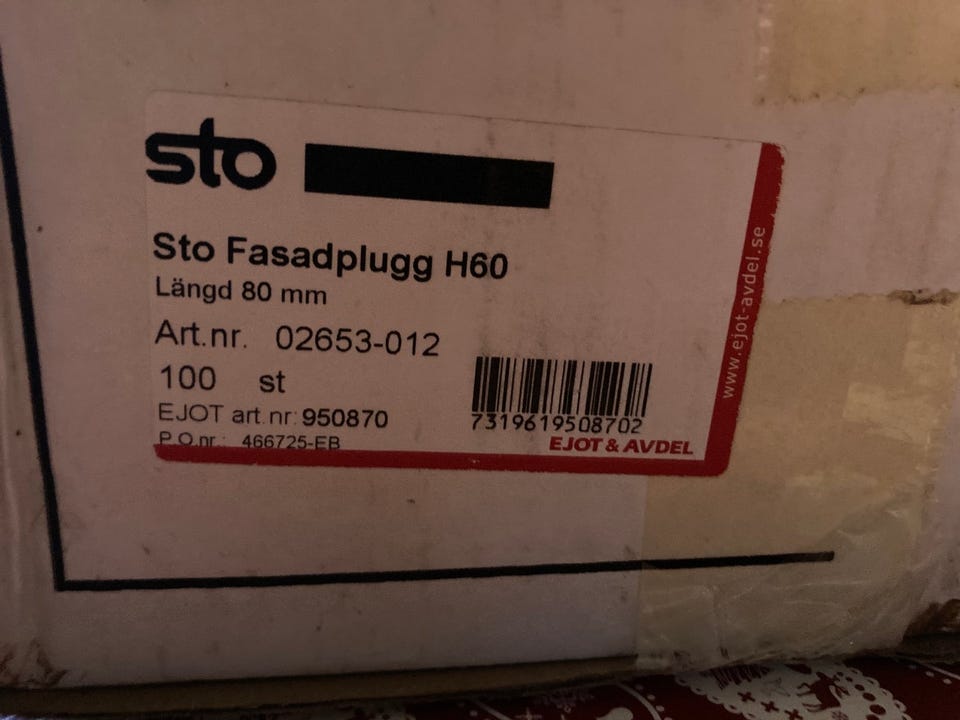 sto
Sto Fasadplugg H60
Längd 80 mm
Art.nr. 02653-012
100 st
EJOT art.nr: 950870
P.O.nr.: 466725-EB
7319619508702
EJOT & AVDEL
www.ejot-avdel.se